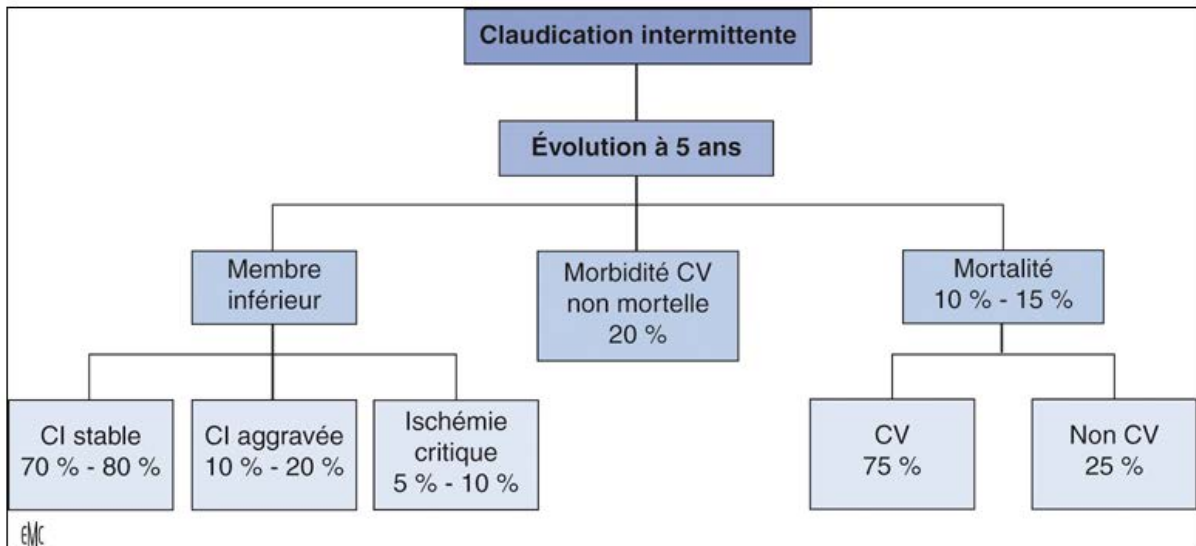 Claudication intermittente
Évolution à 5 ans
Membre
inférieur
Morbidité CV
non mortelle
20 %
Mortalité
10 % - 15 %
CI stable
70 % - 80 %
CI aggravée
10 % - 20 %
Ischémie
critique
5 % - 10 %
CV
75 %
Non CV
25 %
EMC